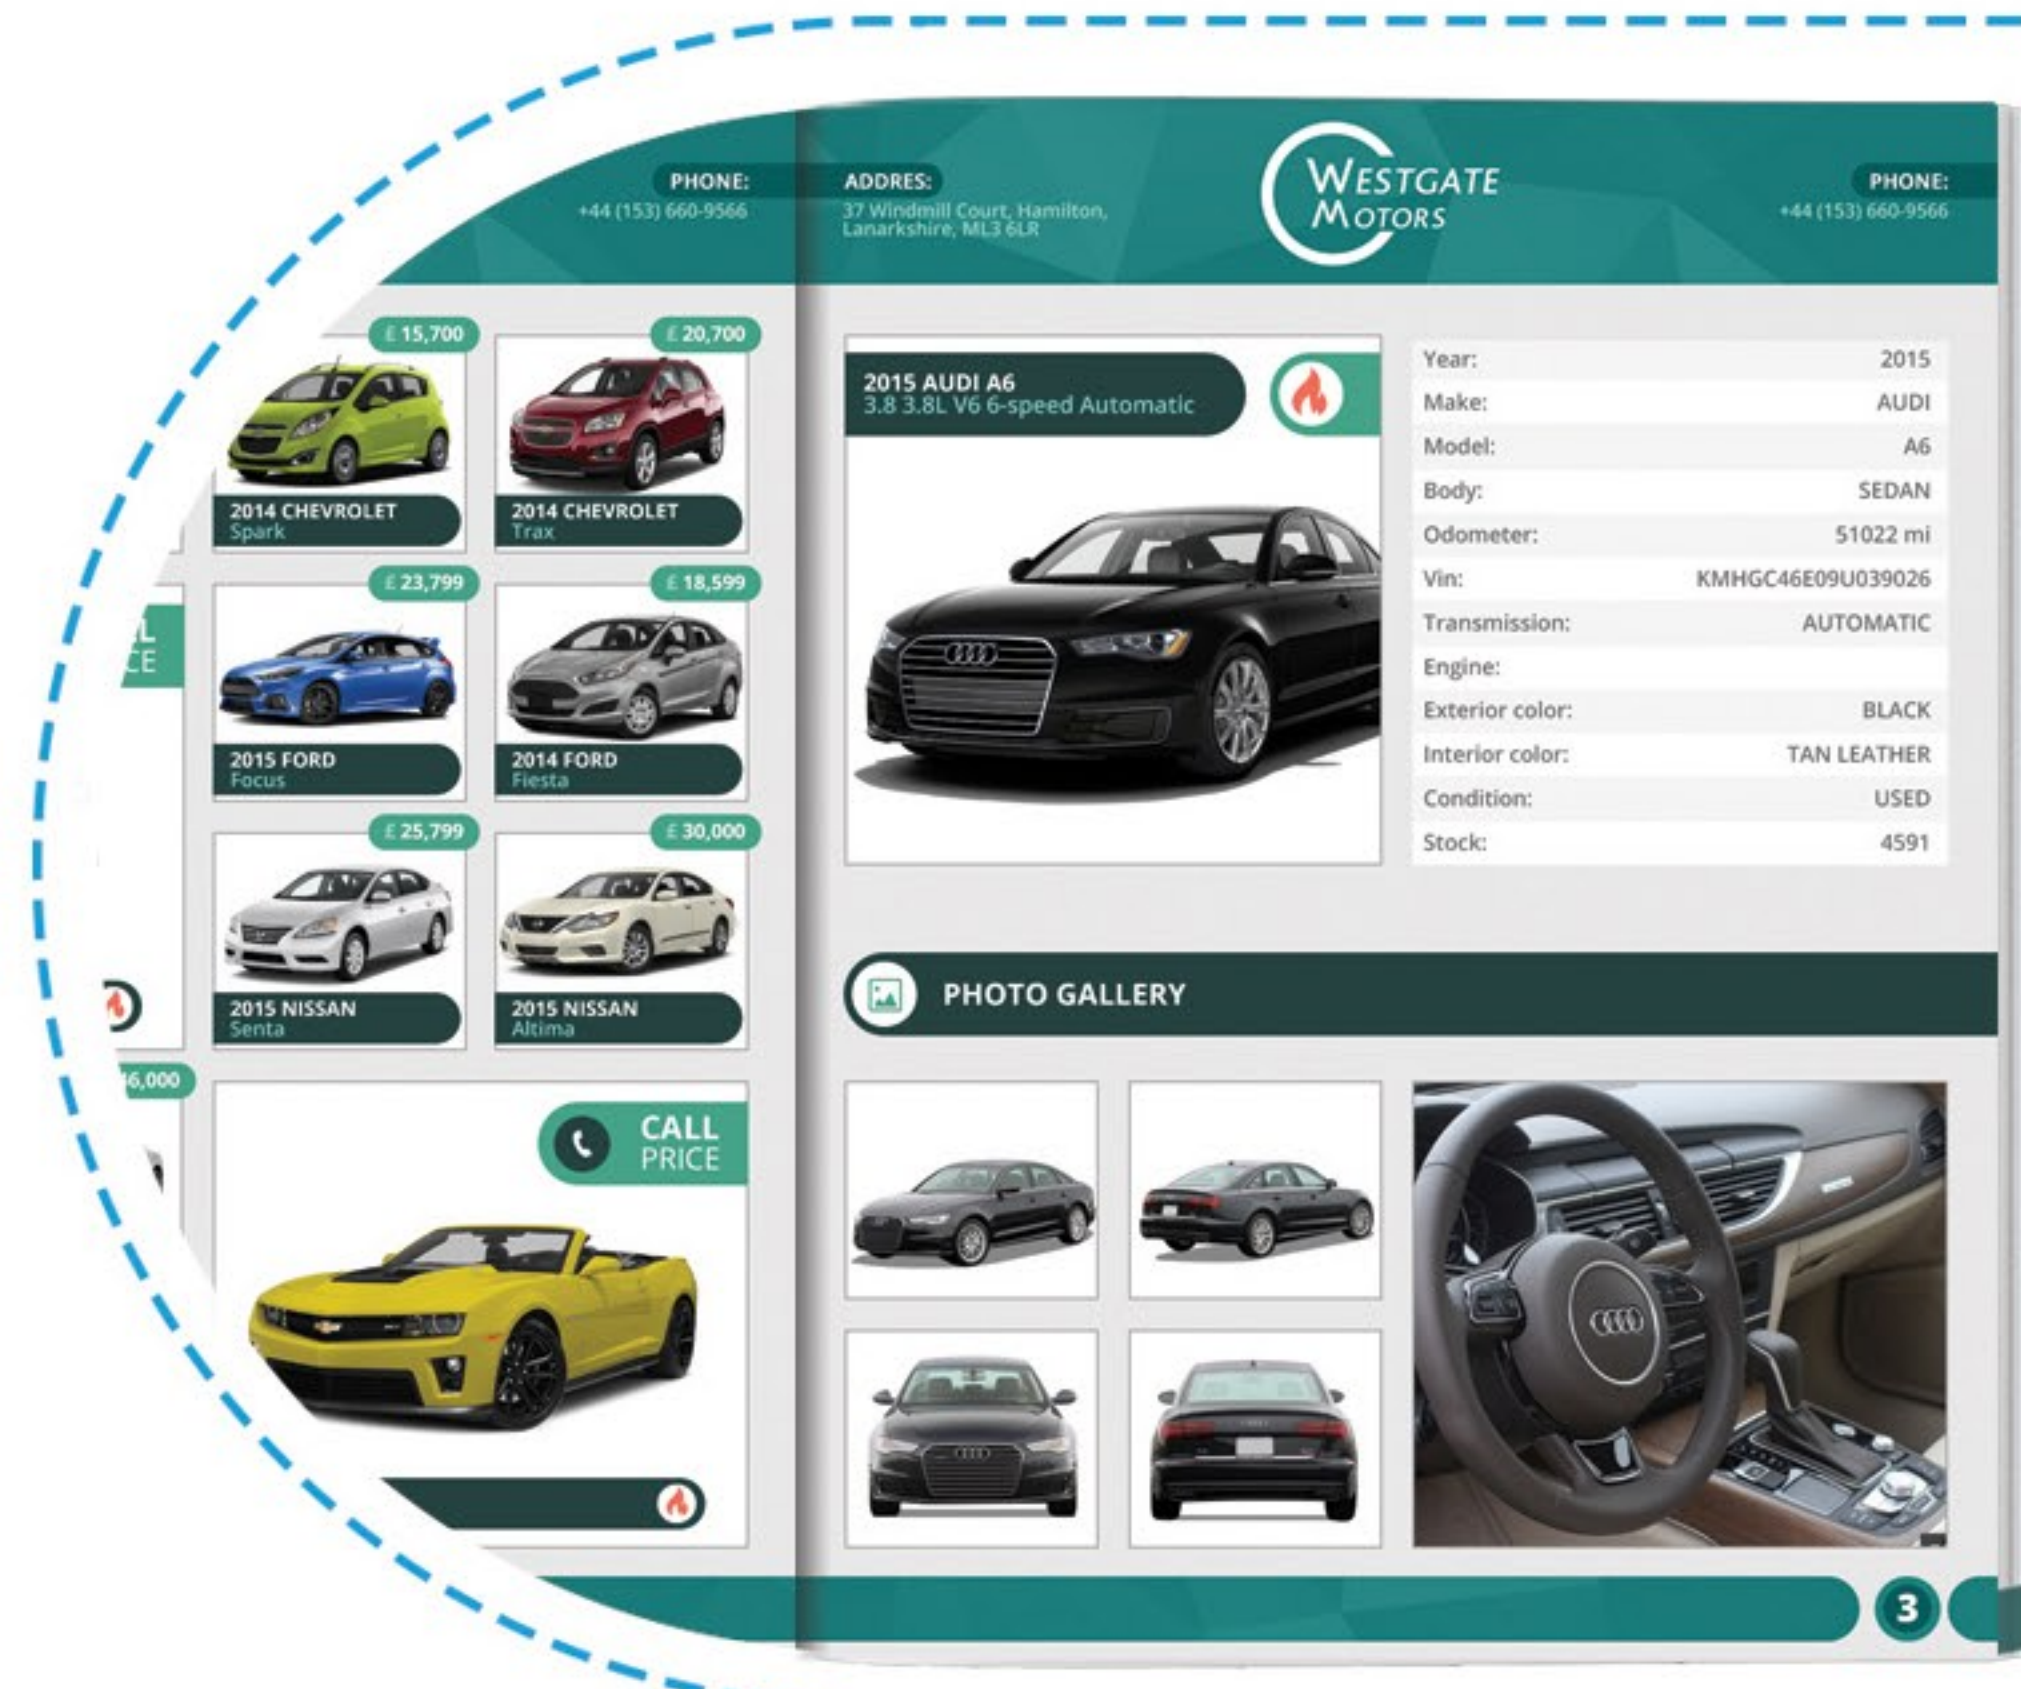 PHONE:
+44 (153) 660-9566
£ 15,700
£ 20,700
2014 CHEVROLET
Spark
2014 CHEVROLET
Trax
£ 23,799
£ 18,599
2015 FORD
Focus
2014 FORD
Fiesta
£ 25,799
£ 30,000
2015 NISSAN
Senta
2015 NISSAN
Altima
6,000
CALL
PRICE
ADDRES:
37 Windmill Court, Hamilton,
Lanarkshire, ML3 6LR
WESTGATE
MOTORS
PHONE:
+44 (153) 660-9566
2015 AUDI A6
3.8 3.8L V6 6-speed Automatic
Year: 2015
Make: AUDI
Model: A6
Body: SEDAN
Odometer: 51022 mi
Vin: KMHGC46E09U039026
Transmission: AUTOMATIC
Engine:
Exterior color: BLACK
Interior color: TAN LEATHER
Condition: USED
Stock: 4591
PHOTO GALLERY
3